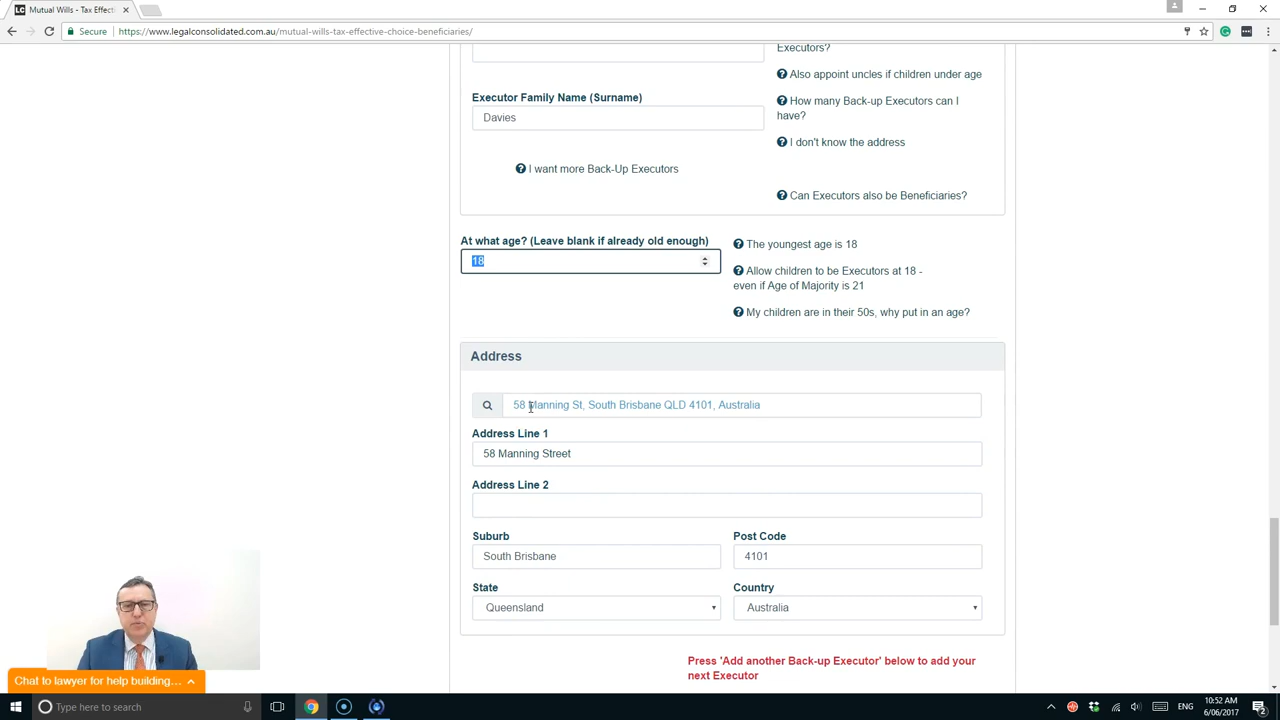 Mutual Wills - Tax Effecti
Secure
https://www.legalconsolidated.com.au/mutual-wills-tax-effective-choice-beneficiaries/
Executors?
Also appoint uncles if children under age
Executor Family Name (Surname)
How many Back-up Executors can I
have?
Davies
I don't know the address
I want more Back-Up Executors
Can Executors also be Beneficiaries?
At what age? (Leave blank if already old enough)
18
The youngest age is 18
Allow children to be Executors at 18 -
even if Age of Majority is 21
My children are in their 50s, why put in an age?
Address
58 Manning St, South Brisbane QLD 4101, Australia
Address Line 1
58 Manning Street
Address Line 2
Suburb
Post Code
South Brisbane
4101
State
Country
Queensland
Australia
Press 'Add another Back-up Executor' below to add your
next Executor
Chat to lawyer for help building....
Type here to search
ENG
10:52 AM
6/06/2017
2